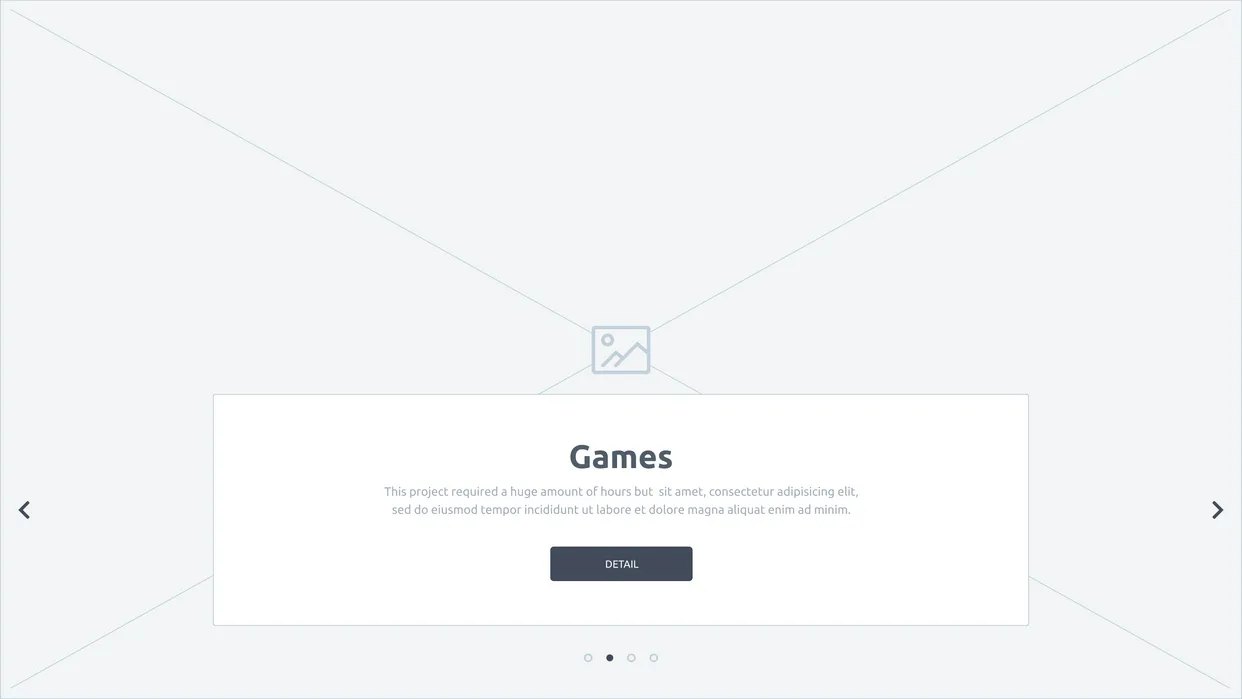 Games
This project required a huge amount of hours but  sit amet, consectetur adipisicing elit,
sed do eiusmod tempor incididunt ut labore et dolore magna aliquat enim ad minim.
DETAIL